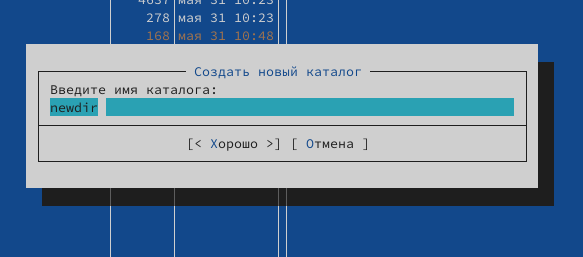 4637 мая 31 10:23
278 мая 31 10:23
168 мая 31 10:48
Создать новый каталог
Введите имя каталога:
newdir
[< Хорошо >] [ Отмена ]